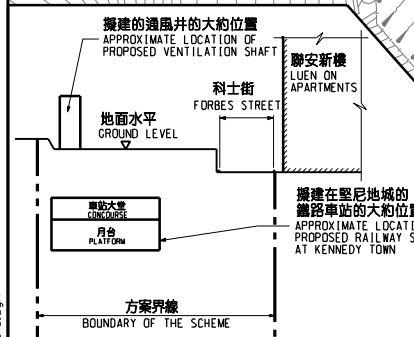 擬建的通風井的大約位置
APPROXIMATE LOCATION OF
PROPOSED VENTILATION SHAFT
聯安新樓
LUEN ON
APARTMENTS
科士街
FORBES STREET
地面水平
GROUND LEVEL
車站大堂
CONCOURSE
月台
PLATFORM
擬建在堅尼地城的
鐵路車站的大約位置
APPROXIMATE LOCATI
PROPOSED RAILWAY S
AT KENNEDY TOWN
方案界線
BOUNDARY OF THE SCHEME